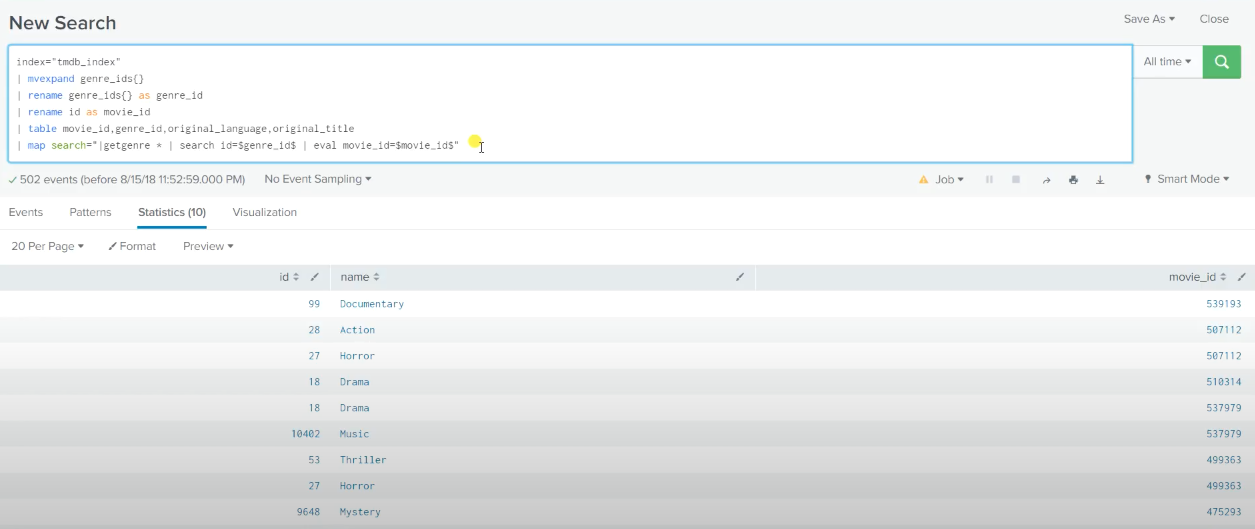 New Search
Save As Close
index="tmdb_index"
| mvexpand genre_ids{}
| rename genre_ids{} as genre_id
| rename id as movie_id
| table movie_id,genre_id,original_language,original_title
| map search="|getgenre * | search id=$genre_id$ | eval movie_id=$movie_id$"
All time
502 events (before 8/15/18 11:52:59.000 PM) No Event Sampling Job Smart Mode
Events Patterns Statistics (10) Visualization
20 Per Page Format Preview
id name movie_id
99 Documentary 539193
28 Action 507112
27 Horror 507112
18 Drama 510314
18 Drama 537979
10402 Music 537979
53 Thriller 499363
27 Horror 499363
9648 Mystery 475293